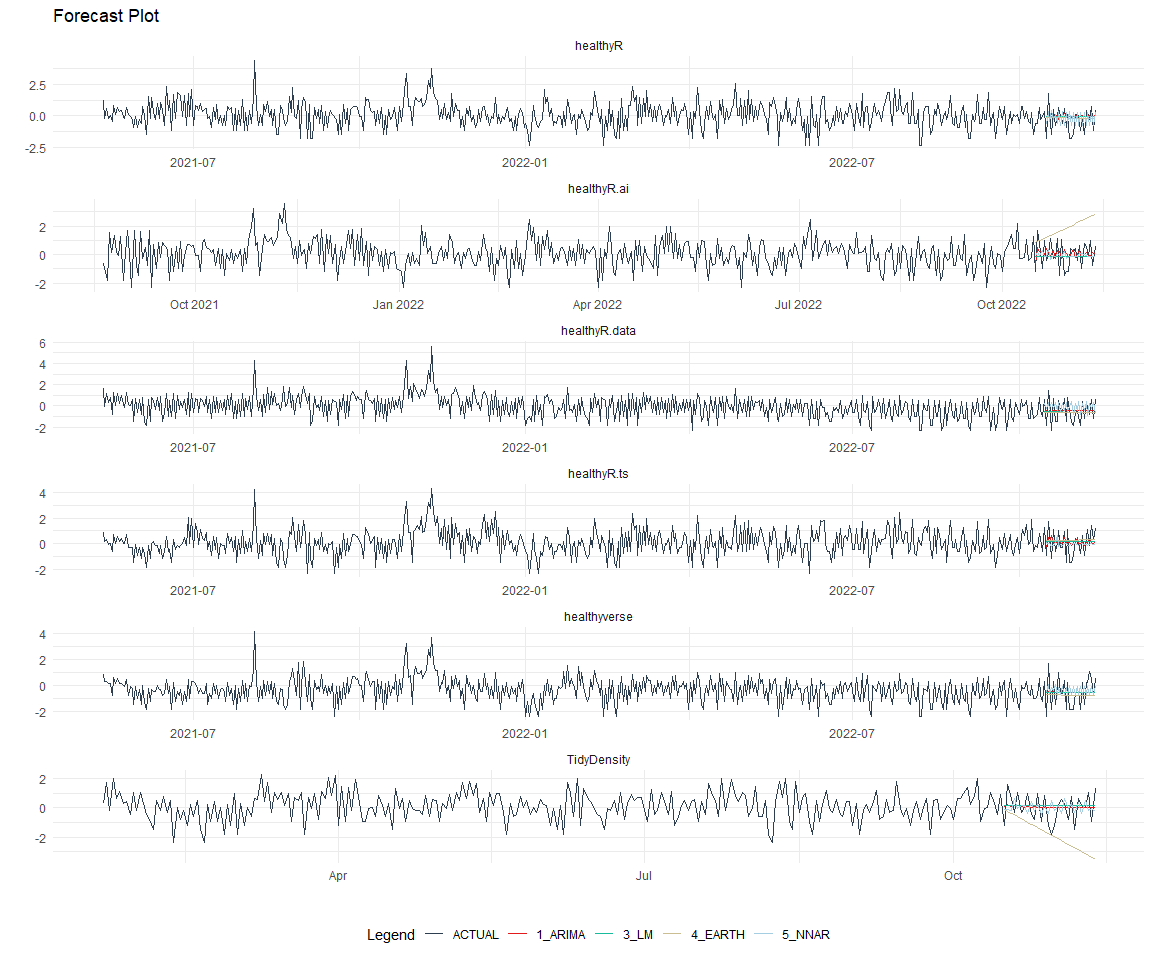 Forecast Plot
healthyR
2.5
0.0
-2.5
2021-07 2022-01 2022-07
healthyR.ai
2
0
-2
Oct 2021 Jan 2022 Apr 2022 Jul 2022 Oct 2022
healthyR.data
6
4
2
0
-2
2021-07 2022-01 2022-07
healthyR.ts
4
2
0
-2
2021-07 2022-01 2022-07
healthyverse
4
2
0
-2
2021-07 2022-01 2022-07
TidyDensity
2
0
-2
Apr Jul Oct
Legend ACTUAL 1_ARIMA 3_LM 4_EARTH 5_NNAR